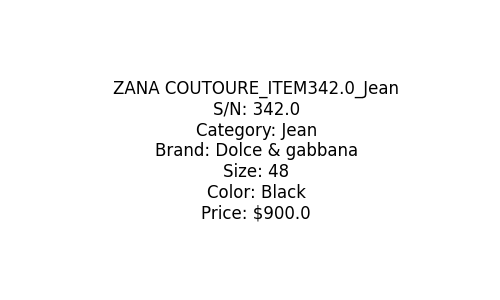 ZANA COUTOURE_ITEM342.0_Jean
S/N: 342.0
Category: Jean
Brand: Dolce & gabbana
Size: 48
Color: Black
Price: $900.0